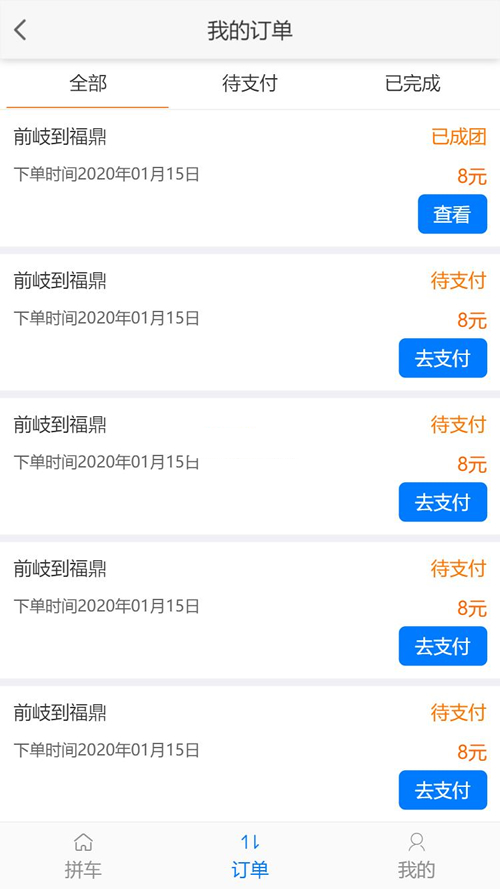 我的订单
全部 待支付 已完成
前岐到福鼎 已成团
下单时间2020年01月15日 8元
查看
前岐到福鼎 待支付
下单时间2020年01月15日 8元
去支付
前岐到福鼎 待支付
下单时间2020年01月15日 8元
去支付
前岐到福鼎 待支付
下单时间2020年01月15日 8元
去支付
前岐到福鼎 待支付
下单时间2020年01月15日 8元
去支付
拼车 订单 我的